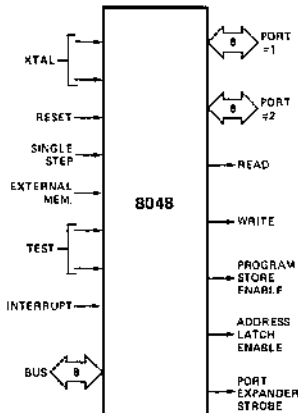 XTAL
RESET
SINGLE
STEP
EXTERNAL
MEM.
TEST
INTERRUPT
BUS
8
8048
8
PORT
=1
8
PORT
=2
READ
WRITE
PROGRAM
STORE
ENABLE
ADDRESS
LATCH
ENABLE
PORT
EXPANDER
STROBE